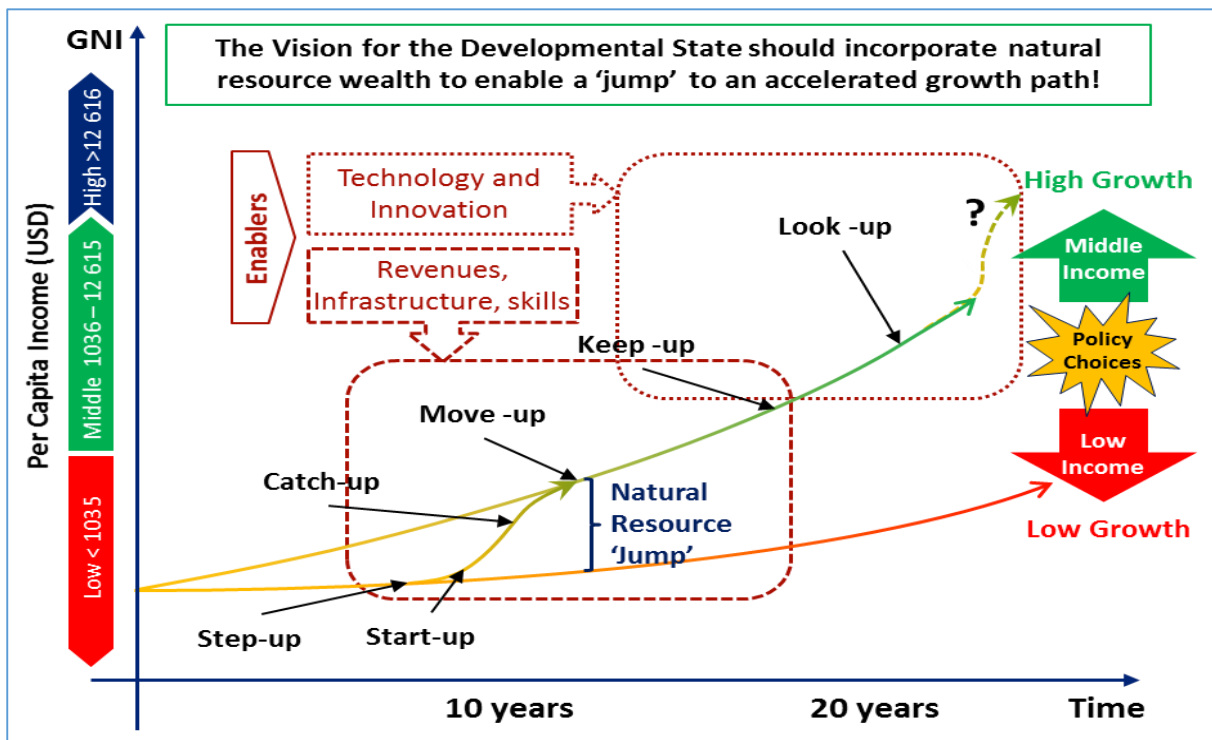 GNI
The Vision for the Developmental State should incorporate natural
resource wealth to enable a ‘jump’ to an accelerated growth path!
Per Capita Income (USD)
High >12 616
Middle 1036 – 12 615
Low < 1035
Enablers
Technology and
Innovation
Revenues,
Infrastructure, skills
High Growth
?
Look -up
Middle
Income
Policy
Choices
Keep -up
Move -up
Low
Income
Catch-up
Natural
Resource
‘Jump’
Low Growth
Step-up
Start-up
10 years
20 years
Time